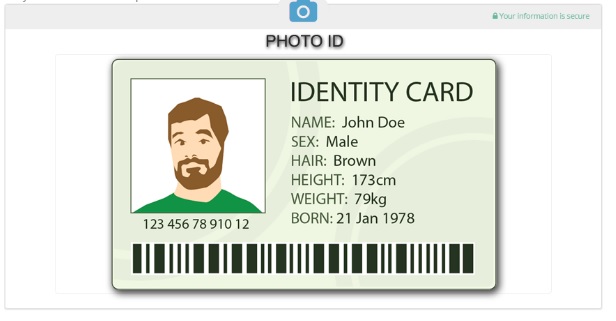 Your information is secure
PHOTO ID
IDENTITY CARD
NAME: John Doe
SEX: Male
HAIR: Brown
HEIGHT: 173cm
WEIGHT: 79kg
BORN: 21 Jan 1978
123 456 78 910 12